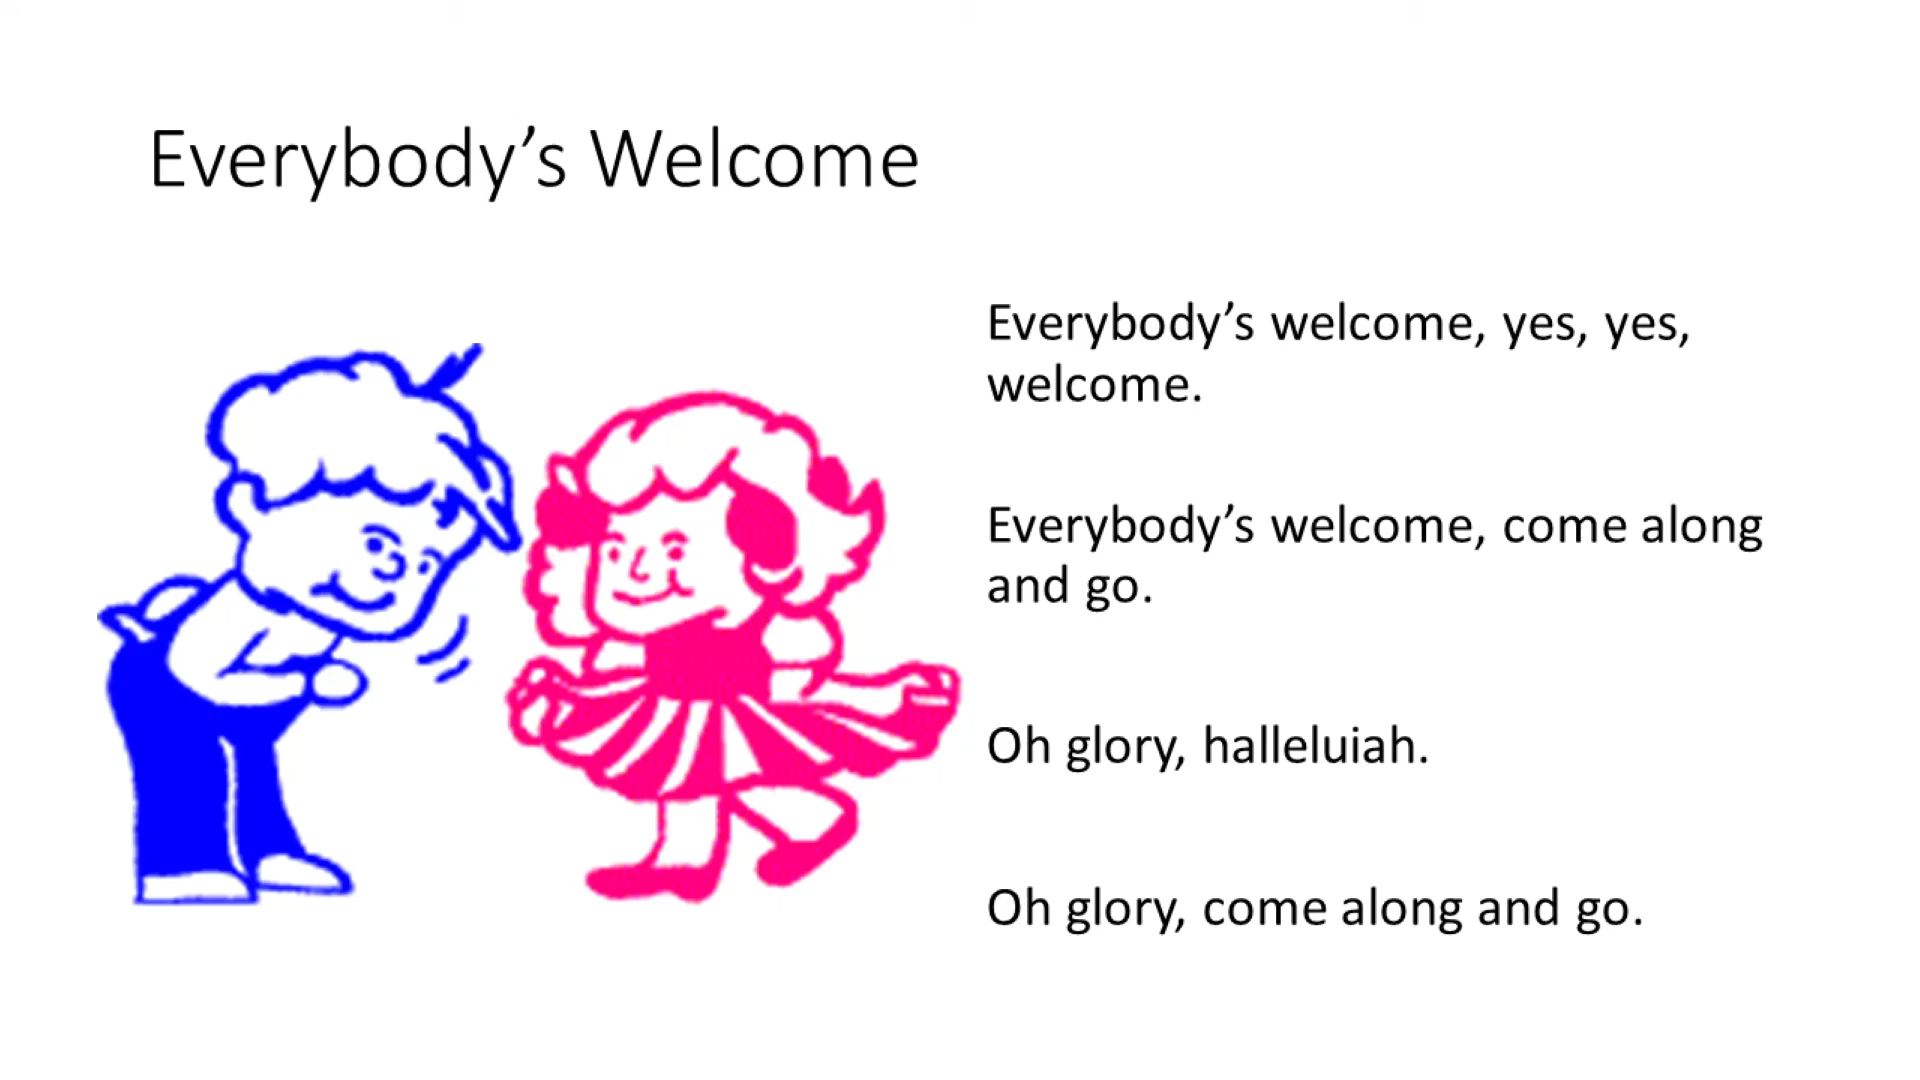 Everybody’s Welcome
Everybody’s welcome, yes, yes,
welcome.
Everybody’s welcome, come along
and go.
Oh glory, halleluiah.
Oh glory, come along and go.